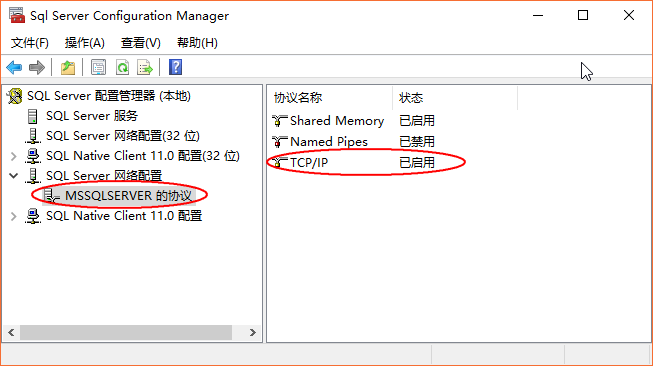 Sql Server Configuration Manager
文件(F) 操作(A) 查看(V) 帮助(H)
SQL Server 配置管理器 (本地)
SQL Server 服务
SQL Server 网络配置(32 位)
SQL Native Client 11.0 配置(32 位)
SQL Server 网络配置
MSSQLSERVER 的协议
SQL Native Client 11.0 配置
协议名称 状态
Shared Memory 已启用
Named Pipes 已禁用
TCP/IP 已启用